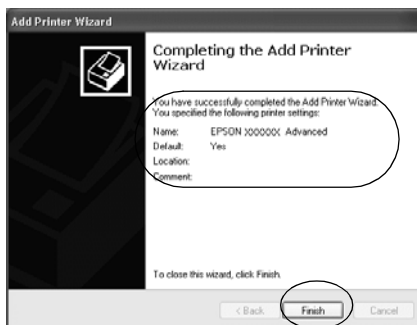 Add Printer Wizard
Completing the Add Printer
Wizard
You have successfully completed the Add Printer Wizard.
You specified the following printer settings:
Name: EPSON XXXXXX Advanced
Default: Yes
Location:
Comment:
To close this wizard, click Finish.
< Back Finish Cancel